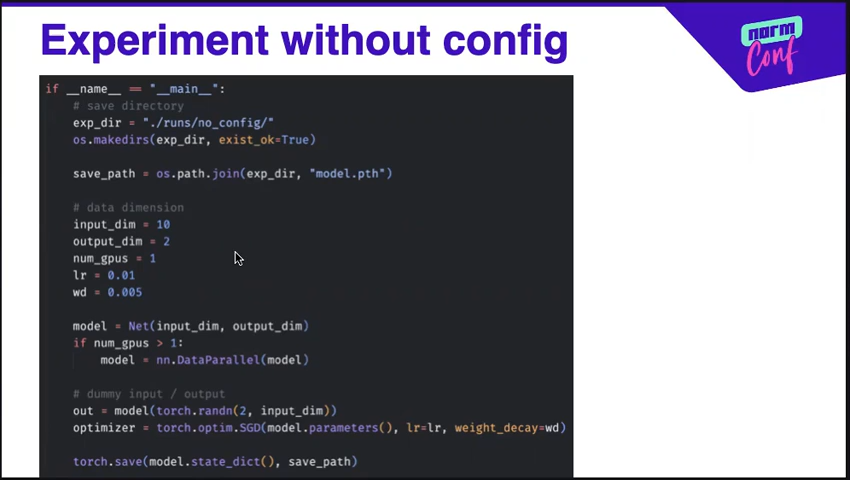 Experiment without config
norm
Conf
if __name__ == "__main__":
# save directory
exp_dir = "./runs/no_config/"
os.makedirs(exp_dir, exist_ok=True)
save_path = os.path.join(exp_dir, "model.pth")
# data dimension
input_dim = 10
output_dim = 2
num_gpus = 1
lr = 0.01
wd = 0.005
model = Net(input_dim, output_dim)
if num_gpus > 1:
model = nn.DataParallel(model)
# dummy input / output
out = model(torch.randn(2, input_dim))
optimizer = torch.optim.SGD(model.parameters(), lr=lr, weight_decay=wd)
torch.save(model.state_dict(), save_path)